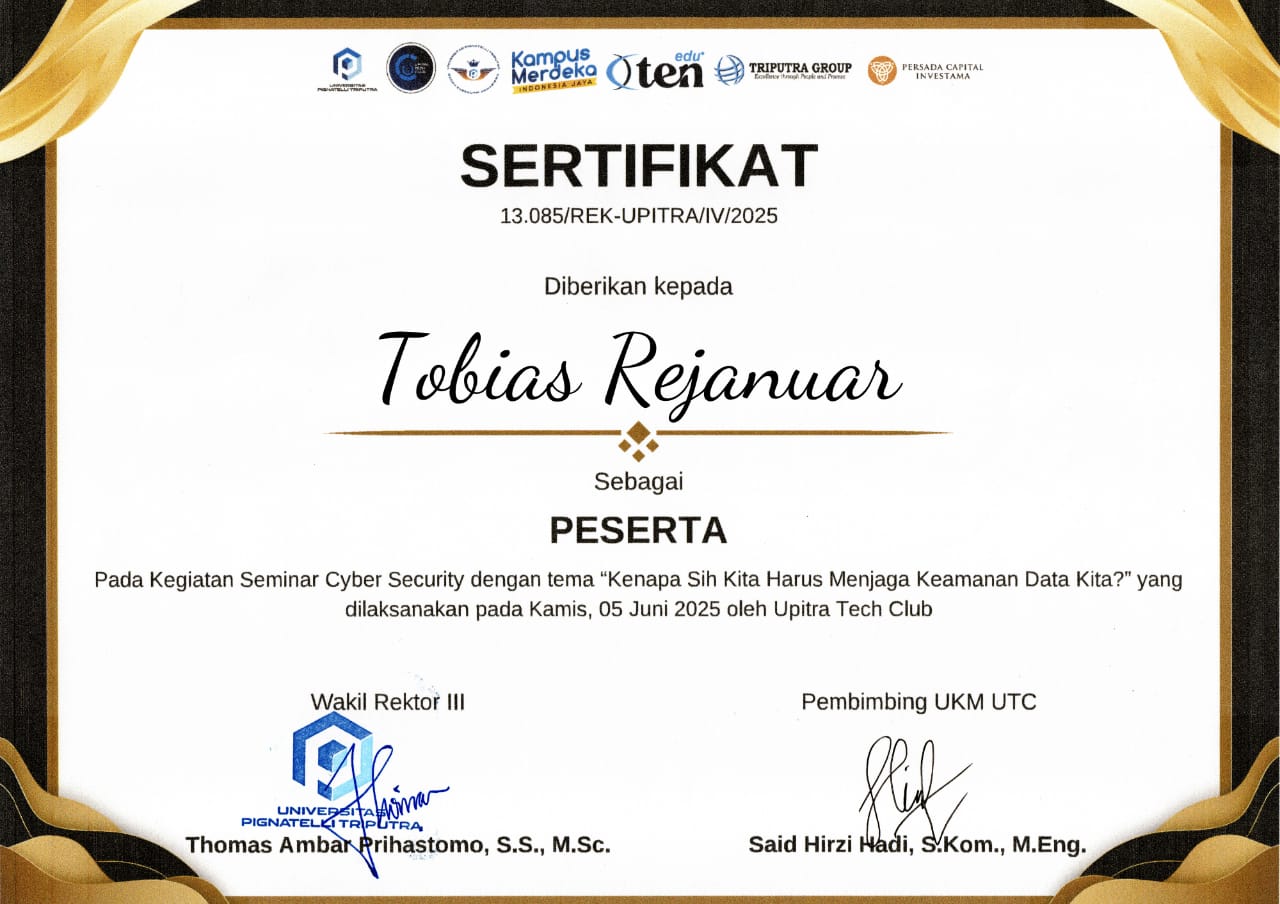 UNIVERSITAS
PIGNATELLI TRIPUTRA
Kampus
Merdeka
INDONESIA JAYA
edu
ten
TRIPUTRA GROUP
Excellence through People and Process
PERSADA CAPITAL
INVESTAMA
SERTIFIKAT
13.085/REK-UPITRA/IV/2025
Diberikan kepada
Tobias Rejanuar
Sebagai
PESERTA
Pada Kegiatan Seminar Cyber Security dengan tema “Kenapa Sih Kita Harus Menjaga Keamanan Data Kita?” yang
dilaksanakan pada Kamis, 05 Juni 2025 oleh Upitra Tech Club
Wakil Rektor III
Pembimbing UKM UTC
UNIVERSITAS
PIGNATELLI TRIPUTRA
Thomas Ambar Prihastomo, S.S., M.Sc.
Said Hirzi Hadi, S.Kom., M.Eng.